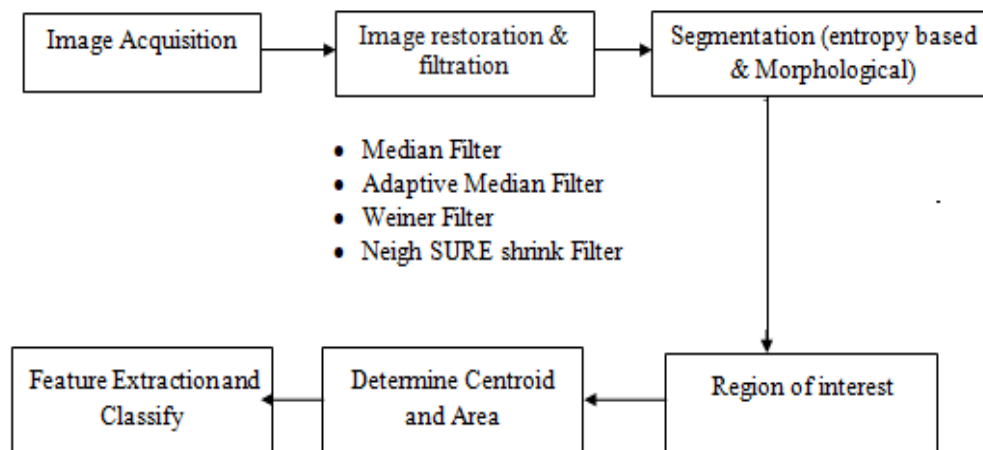 Image Acquisition
Image restoration &
filtration
Segmentation (entropy based
& Morphological)
• Median Filter
• Adaptive Median Filter
• Weiner Filter
• Neigh SURE shrink Filter
Feature Extraction and
Classify
Determine Centroid
and Area
Region of interest